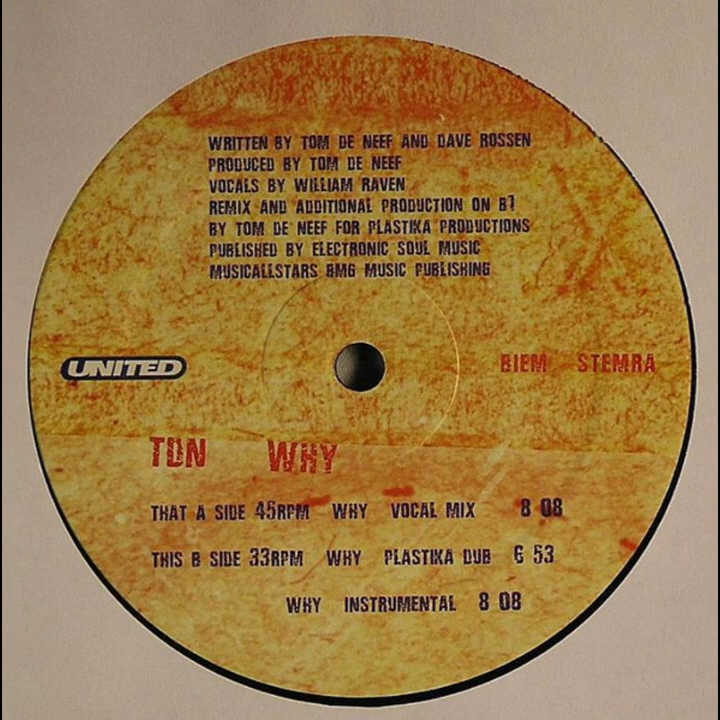 WRITTEN BY TOM DE NEEF AND DAVE ROSSEN
PRODUCED BY TOM DE NEEF
VOCALS BY WILLIAM RAVEN
REMIX AND ADDITIONAL PRODUCTION ON B1
BY TOM DE NEEF FOR PLASTIKA PRODUCTIONS
PUBLISHED BY ELECTRONIC SOUL MUSIC
MUSICALLSTARS BMG MUSIC PUBLISHING
UNITED BIEM STEMRA
TDN WHY
THAT A SIDE 45RPM WHY VOCAL MIX 8 08
THIS B SIDE 33RPM WHY PLASTIKA DUB 6 53
WHY INSTRUMENTAL 8 08